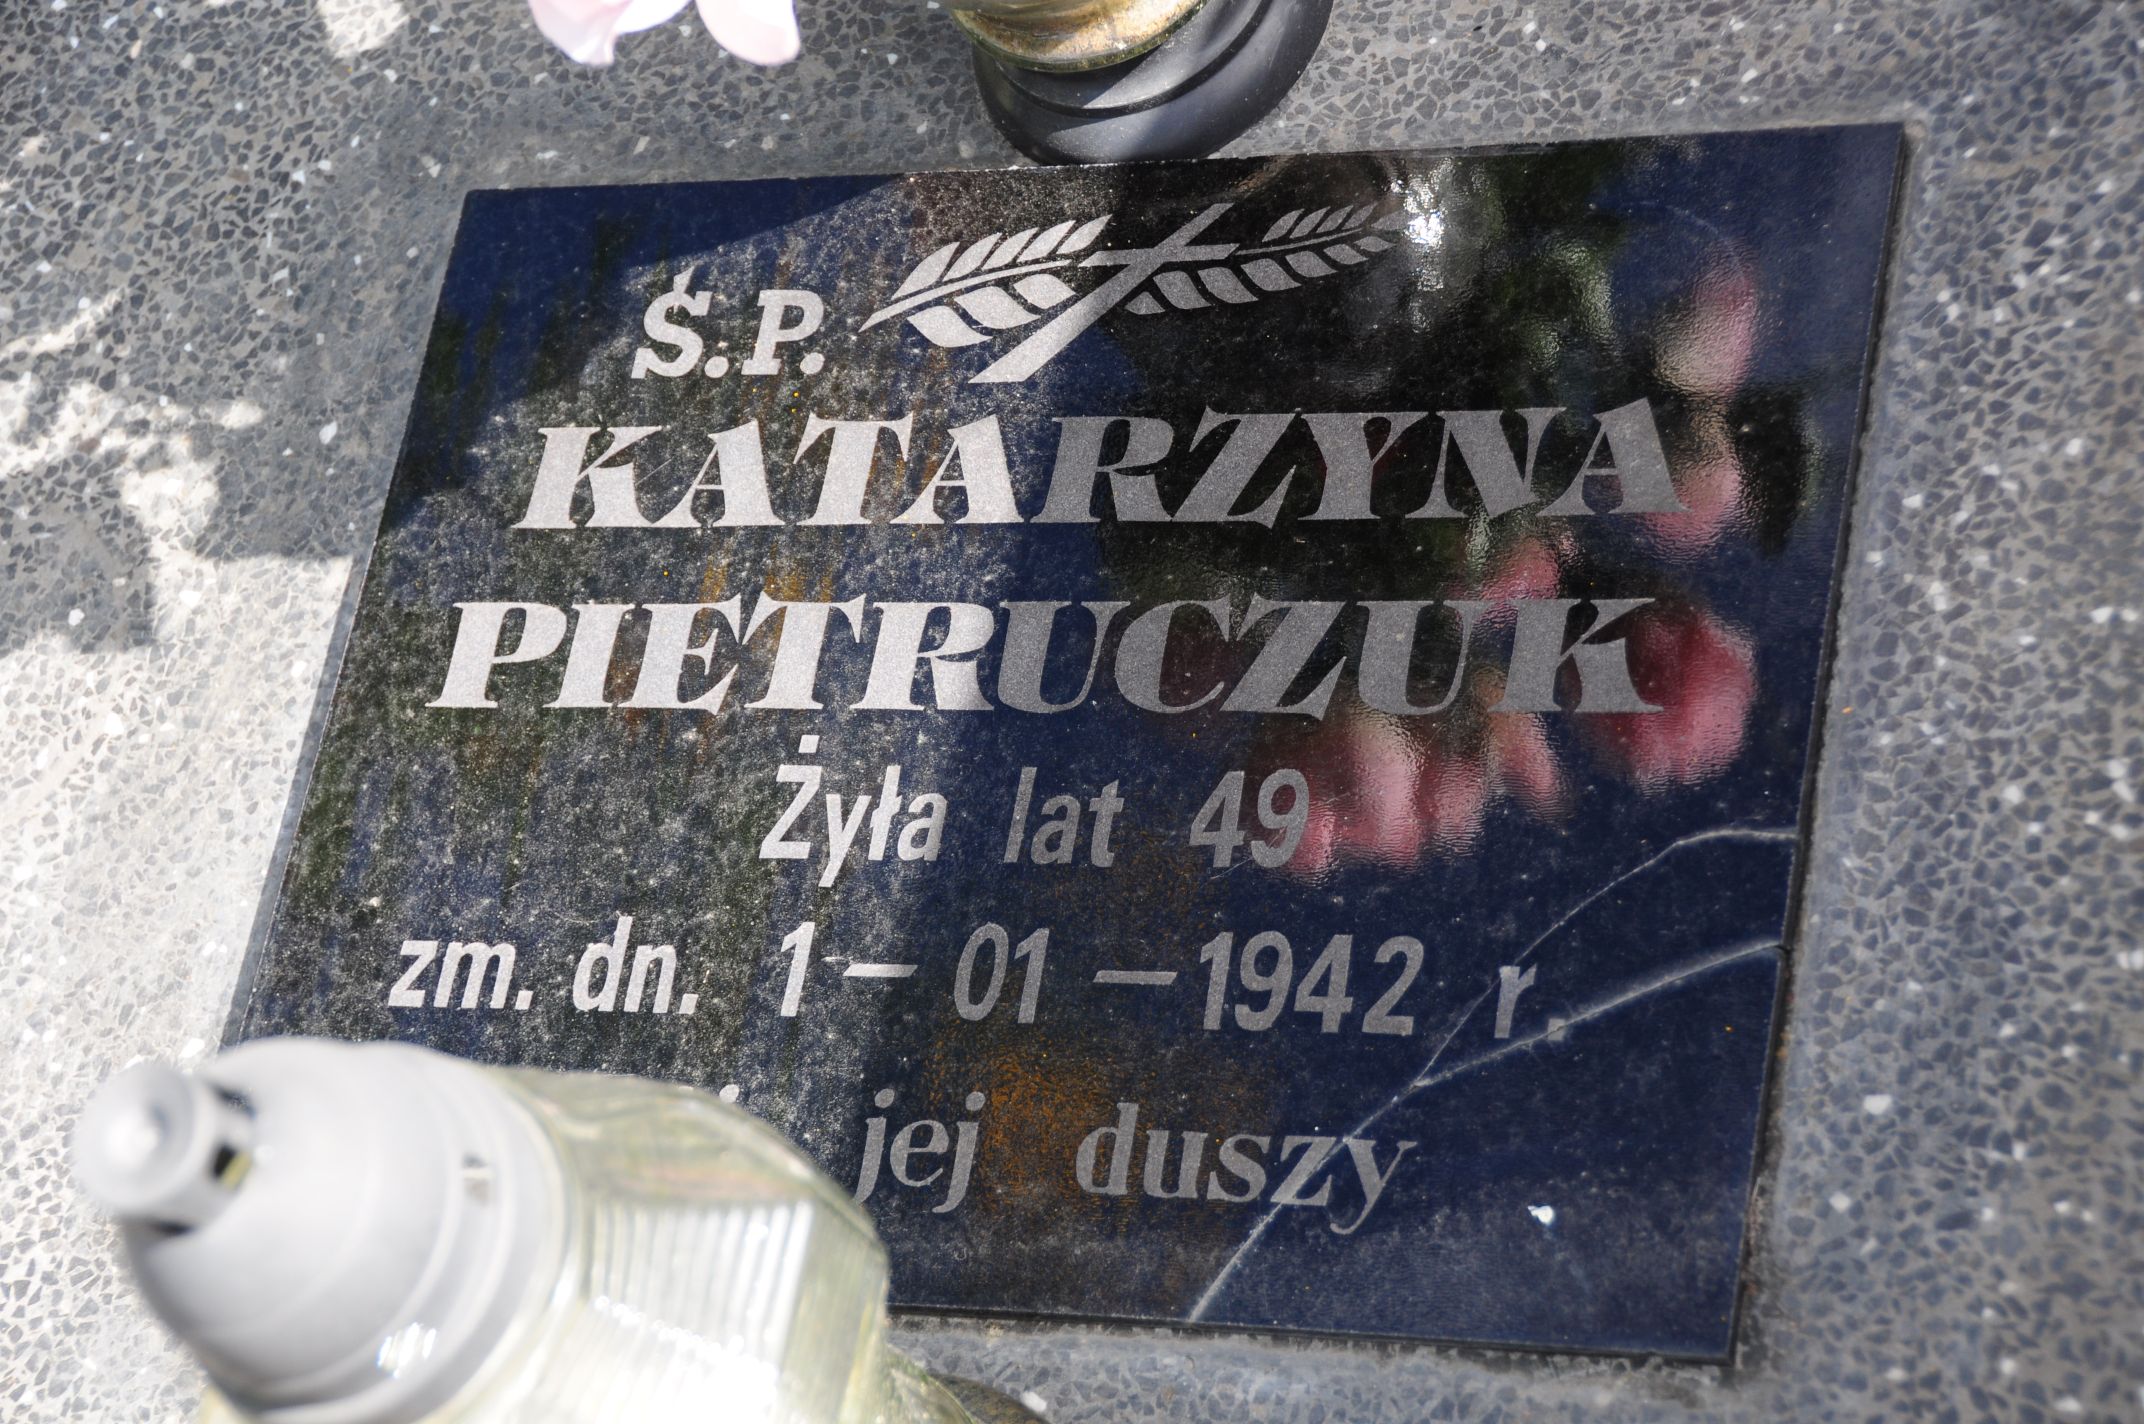 Ś.P.
KATARZYNA
PIETRUCZUK
Żyła lat 49
zm. dn. 1-01-1942 r.
jej duszy